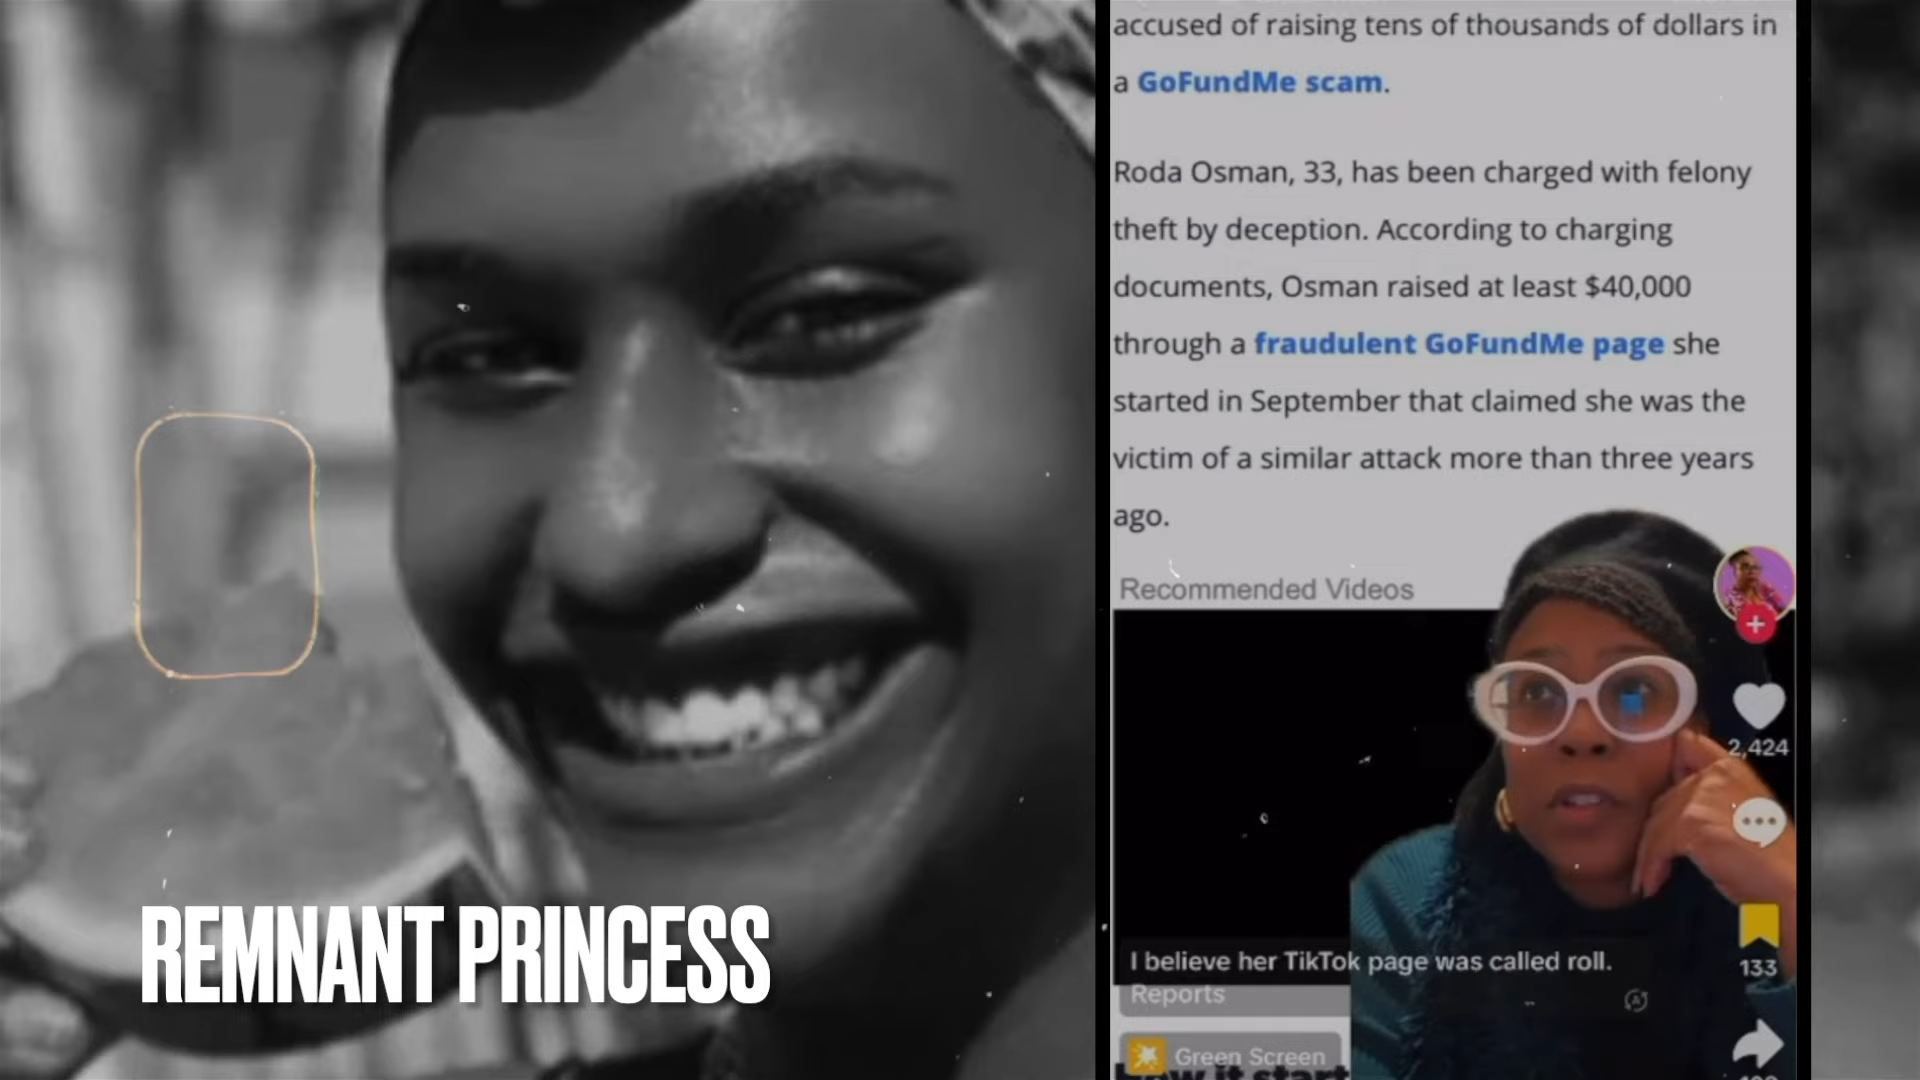 REMNANT PRINCESS
accused of raising tens of thousands of dollars in
a GoFundMe scam.
Roda Osman, 33, has been charged with felony
theft by deception. According to charging
documents, Osman raised at least $40,000
through a fraudulent GoFundMe page she
started in September that claimed she was the
victim of a similar attack more than three years
ago.
Recommended Videos
2,424
I believe her TikTok page was called roll.
133
Reports
Green Screen